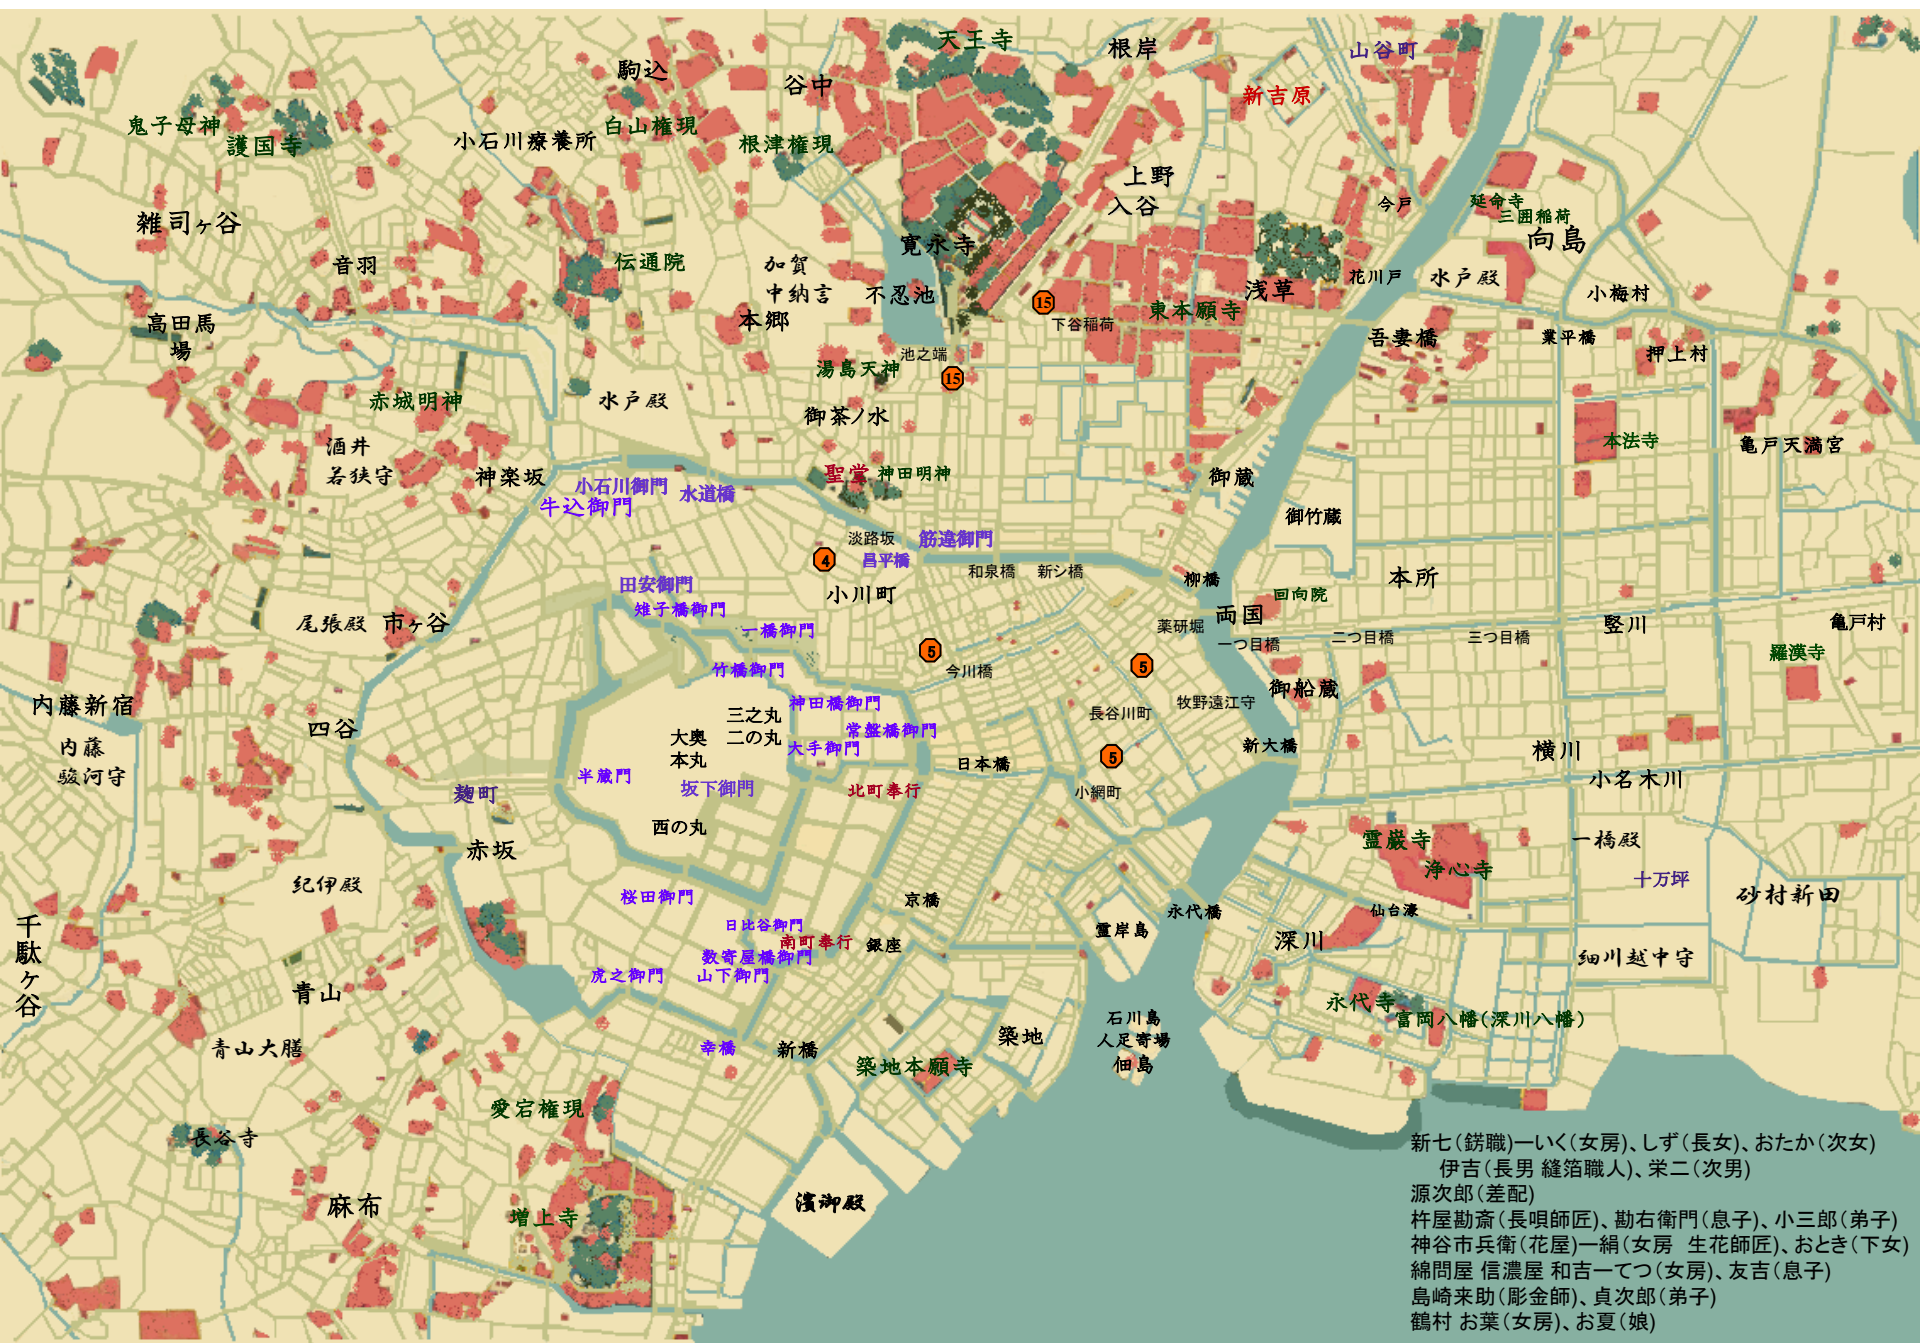 天王寺
根岸
山谷町
駒込
谷中
新吉原
鬼子母神
護国寺
小石川療養所
白山権現
根津権現
上野
入谷
今戸
延命寺
三囲稲荷
向島
雑司ヶ谷
音羽
伝通院
加賀
中納言
寛永寺
不忍池
浅草
花川戸
水戸殿
小梅村
高田馬
場
本郷
15
下谷稲荷
東本願寺
吾妻橋
業平橋
押上村
池之端
湯島天神
15
赤城明神
水戸殿
御茶ノ水
酒井
若狭守
神楽坂
本法寺
亀戸天満宮
小石川御門
水道橋
牛込御門
聖堂
神田明神
御蔵
御竹蔵
淡路坂
筋違御門
昌平橋
4
和泉橋
新シ橋
柳橋
本所
田安御門
雉子橋御門
小川町
回向院
両国
尾張殿
市ヶ谷
一橋御門
薬研堀
一つ目橋
二つ目橋
三つ目橋
竪川
亀戸村
羅漢寺
竹橋御門
5
今川橋
5
御船蔵
内藤新宿
四谷
神田橋御門
三之丸
二の丸
常盤橋御門
大手御門
大奥
本丸
長谷川町
牧野遠江守
新大橋
内藤
駿河守
横川
小名木川
半蔵門
坂下御門
北町奉行
日本橋
5
小網町
麹町
西の丸
赤坂
霊巌寺
浄心寺
一橋殿
十万坪
砂村新田
紀伊殿
桜田御門
京橋
永代橋
仙台濠
千駄ヶ谷
日比谷御門
南町奉行
銀座
霊岸島
深川
数寄屋橋御門
細川越中守
虎之御門
山下御門
青山
永代寺
富岡八幡(深川八幡)
石川島
人足寄場
佃島
青山大膳
幸橋
新橋
築地
築地本願寺
愛宕権現
長谷寺
麻布
増上寺
濱御殿
新七(錺職)ーいく(女房)、しず(長女)、おたか(次女)
伊吉(長男 縫箔職人)、栄二(次男)
源次郎(差配)
杵屋勘斎(長唄師匠)、勘右衛門(息子)、小三郎(弟子)
神谷市兵衛(花屋)ー絹(女房　生花師匠)、おとき(下女)
綿問屋 信濃屋 和吉ーてつ(女房)、友吉(息子)
島崎来助(彫金師)、貞次郎(弟子)
鶴村 お葉(女房)、お夏(娘)